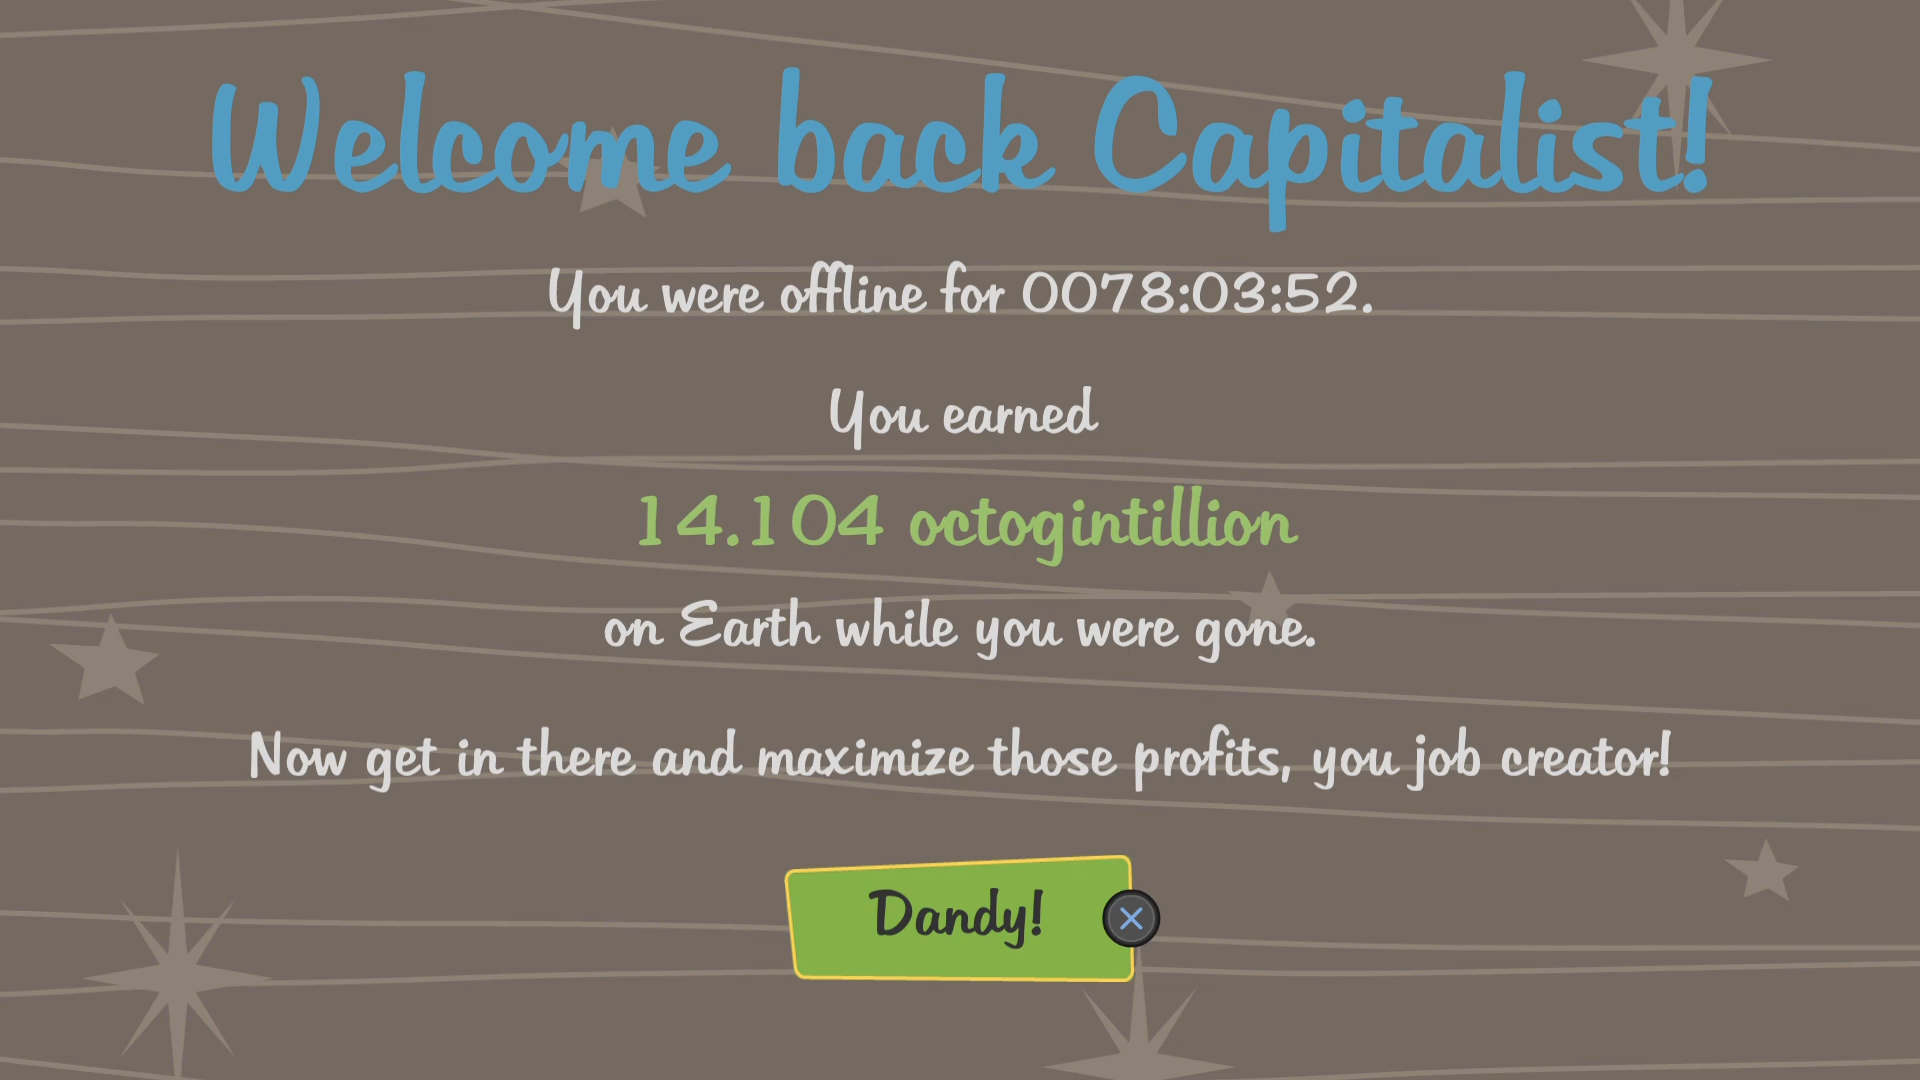 Welcome back Capitalist!
You were offline for 0078:03:52.
You earned
14.104 octogintillion
on Earth while you were gone.
Now get in there and maximize those profits, you job creator!
Dandy!